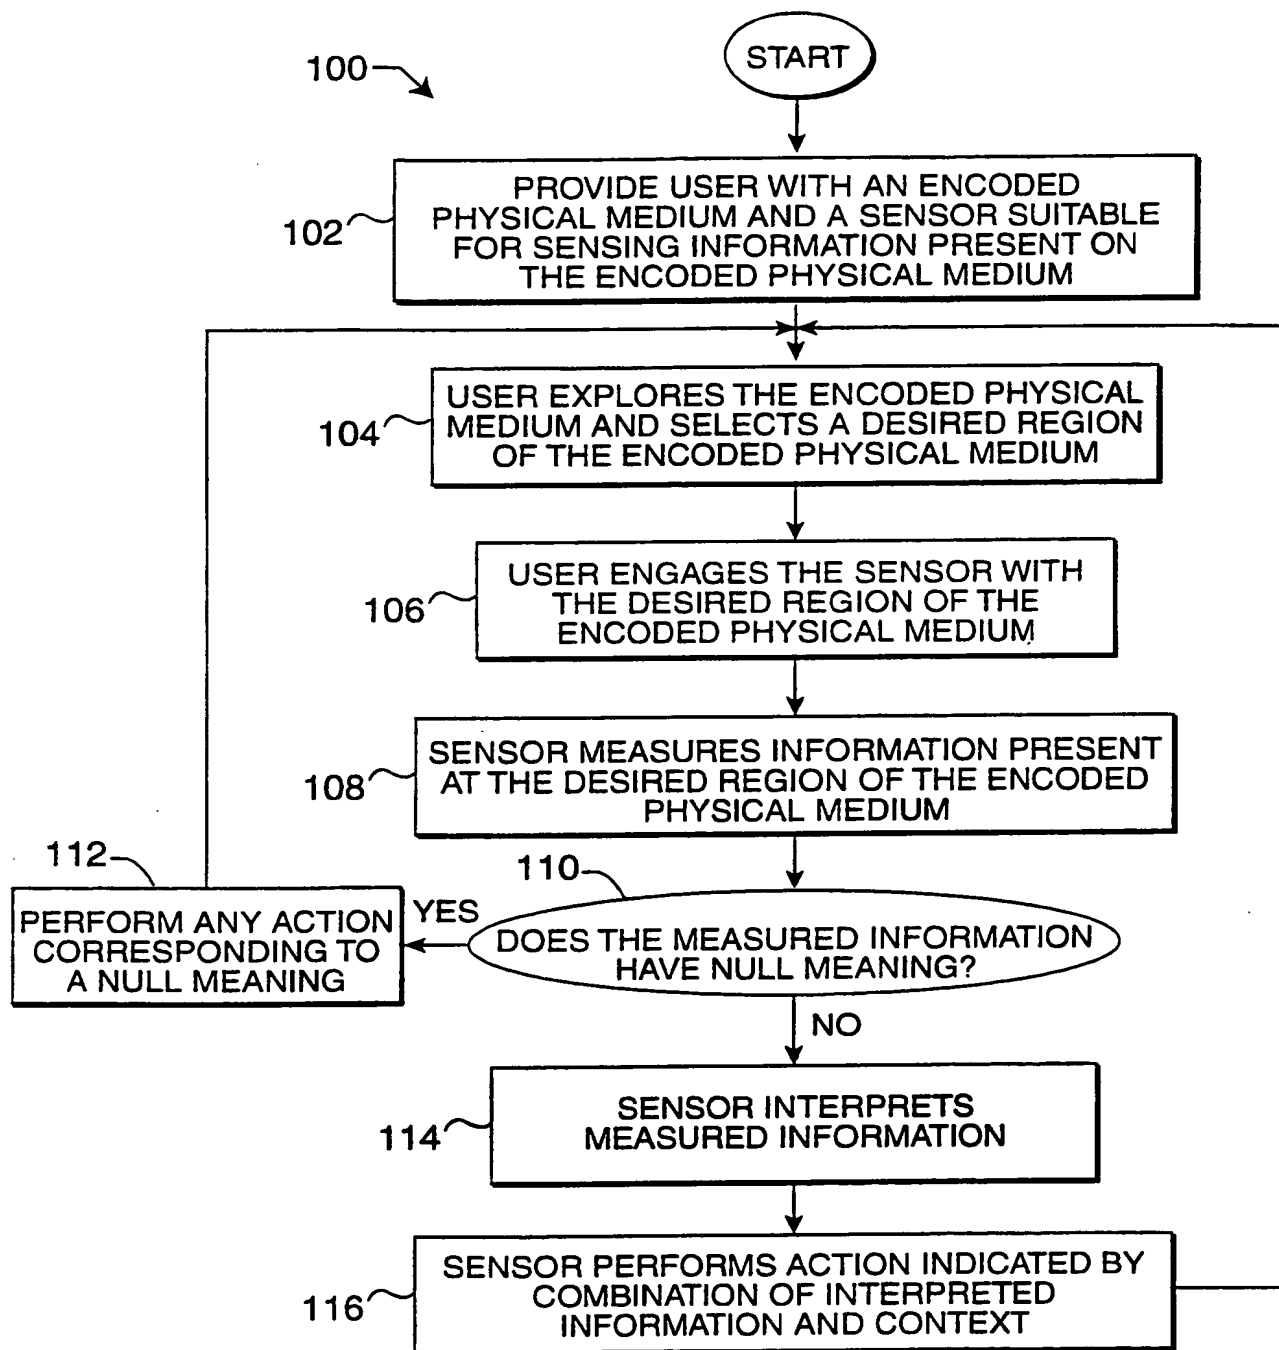 START
100
PROVIDE USER WITH AN ENCODED
PHYSICAL MEDIUM AND A SENSOR SUITABLE
FOR SENSING INFORMATION PRESENT ON
THE ENCODED PHYSICAL MEDIUM
102
USER EXPLORES THE ENCODED PHYSICAL
MEDIUM AND SELECTS A DESIRED REGION
OF THE ENCODED PHYSICAL MEDIUM
104
USER ENGAGES THE SENSOR WITH
THE DESIRED REGION OF THE
ENCODED PHYSICAL MEDIUM
106
SENSOR MEASURES INFORMATION PRESENT
AT THE DESIRED REGION OF THE ENCODED
PHYSICAL MEDIUM
108
112
110
PERFORM ANY ACTION
CORRESPONDING TO
A NULL MEANING
YES
DOES THE MEASURED INFORMATION
HAVE NULL MEANING?
NO
SENSOR INTERPRETS
MEASURED INFORMATION
114
SENSOR PERFORMS ACTION INDICATED BY
COMBINATION OF INTERPRETED
INFORMATION AND CONTEXT
116